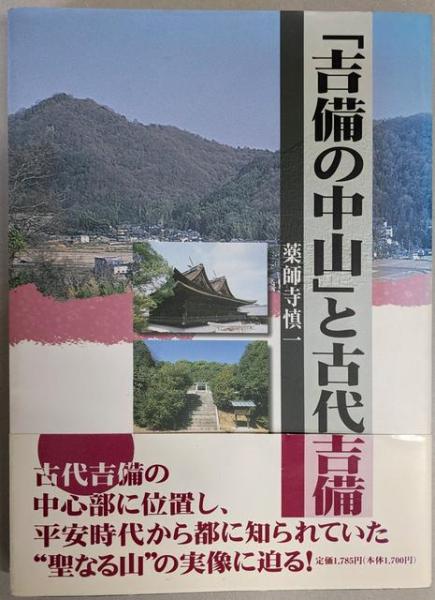 「吉備の中山」と古代吉備
薬師寺慎一
古代吉備の
中心部に位置し、
平安時代から都に知られていた
“聖なる山”の実像に迫る！
定価1,785円（本体1,700円）